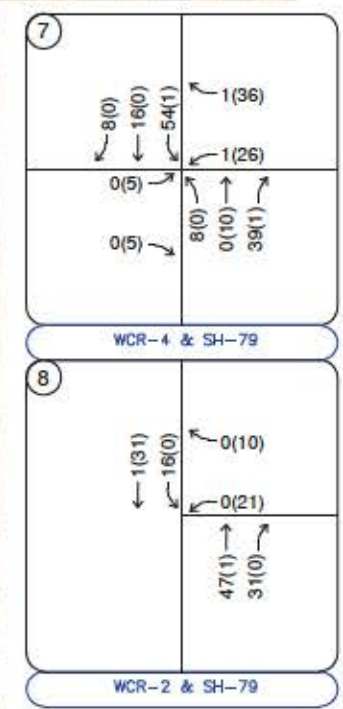 7
8(0) 16(0) 54(1) 1(36)
1(26)
0(5)
0(5) 8(0) 0(10) 39(1)
WCR-4 & SH-79
8
1(31) 16(0) 0(10)
0(21)
47(1) 31(0)
WCR-2 & SH-79